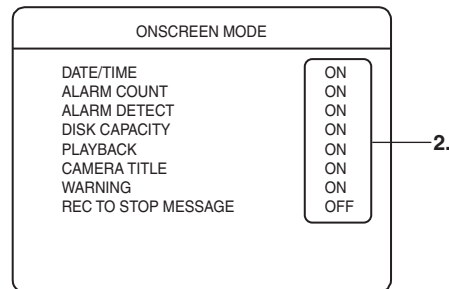 ONSCREEN MODE
DATE/TIME ON
ALARM COUNT ON
ALARM DETECT ON
DISK CAPACITY ON
PLAYBACK ON
CAMERA TITLE ON
WARNING ON
REC TO STOP MESSAGE OFF
2.